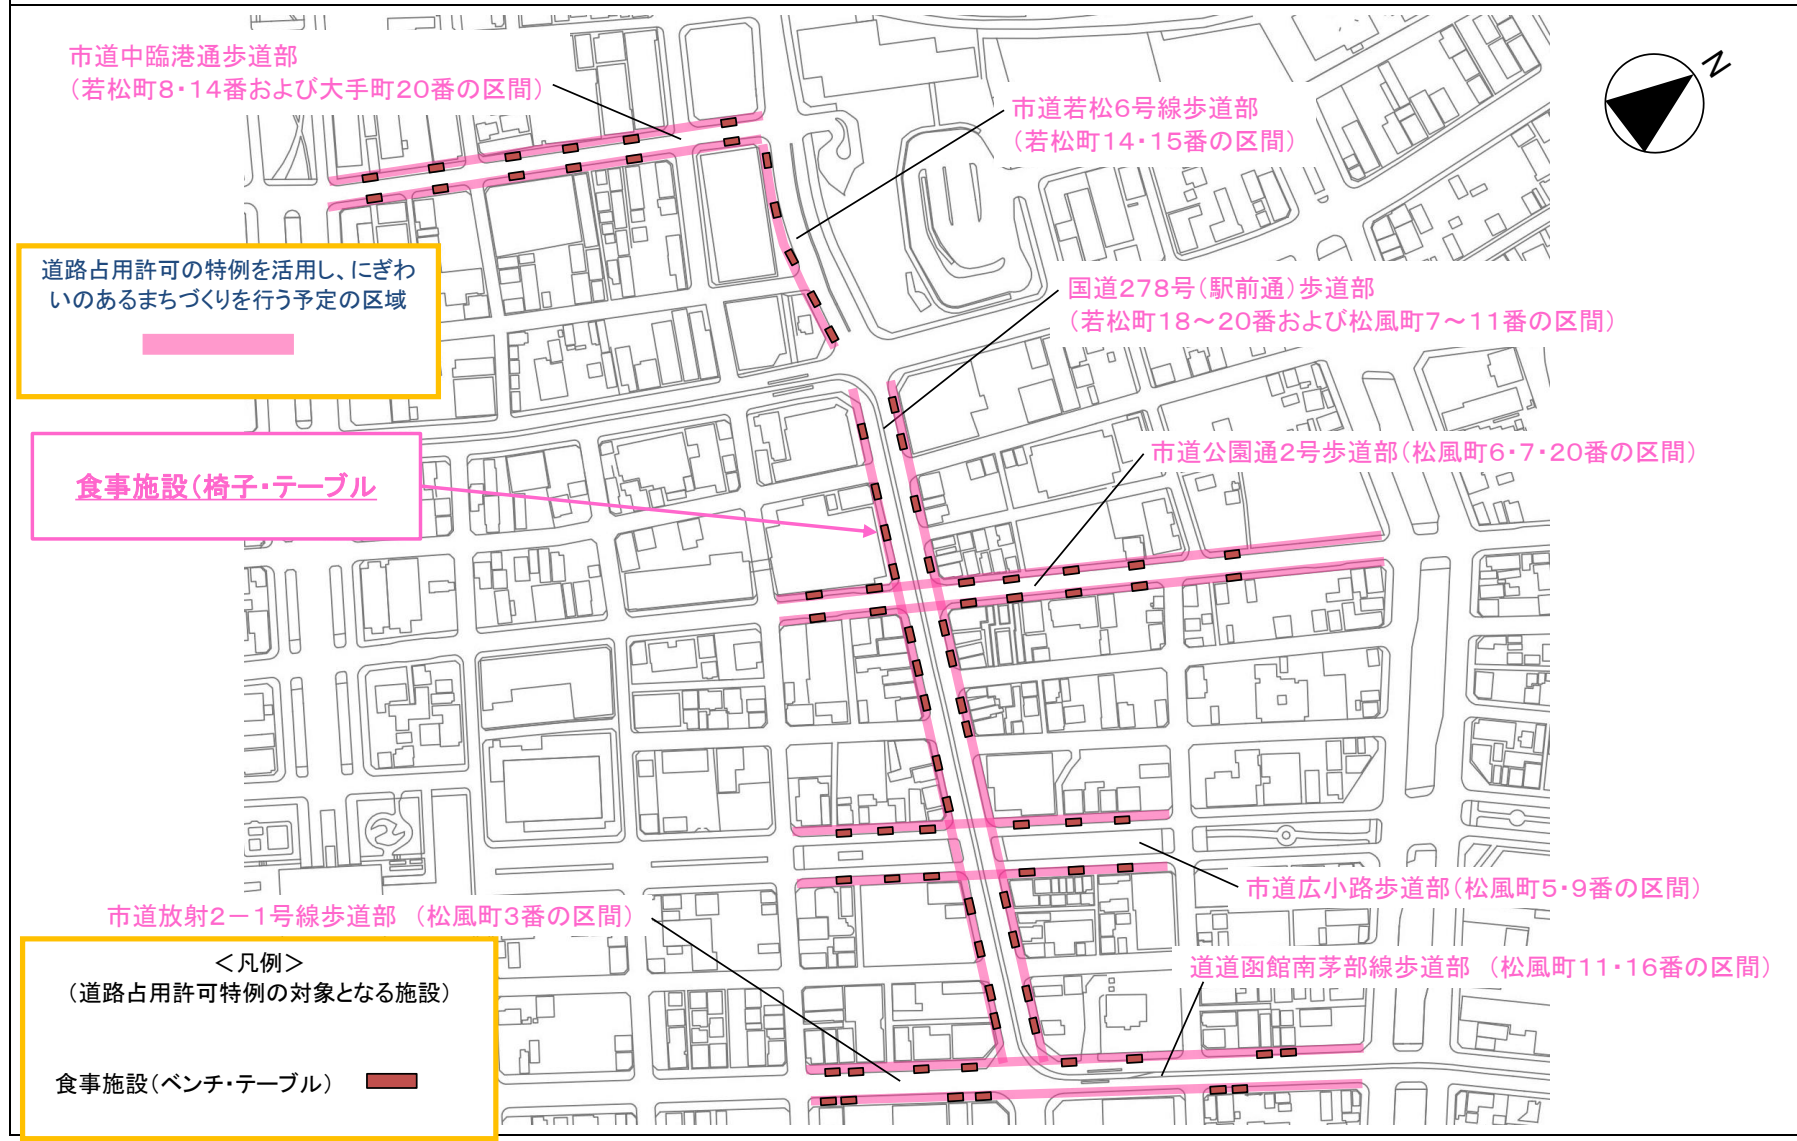 市道中臨港通歩道部
(若松町8・14番および大手町20番の区間)
N
市道若松6号線歩道部
(若松町14・15番の区間)
道路占用許可の特例を活用し、にぎわ
いのあるまちづくりを行う予定の区域
国道278号(駅前通)歩道部
(若松町18～20番および松風町7～11番の区間)
市道公園通2号歩道部(松風町6・7・20番の区間)
食事施設(椅子・テーブル
市道広小路歩道部(松風町5・9番の区間)
市道放射2－1号線歩道部 (松風町3番の区間)
道道函館南茅部線歩道部 (松風町11・16番の区間)
＜凡例＞
(道路占用許可特例の対象となる施設)
食事施設(ベンチ・テーブル)